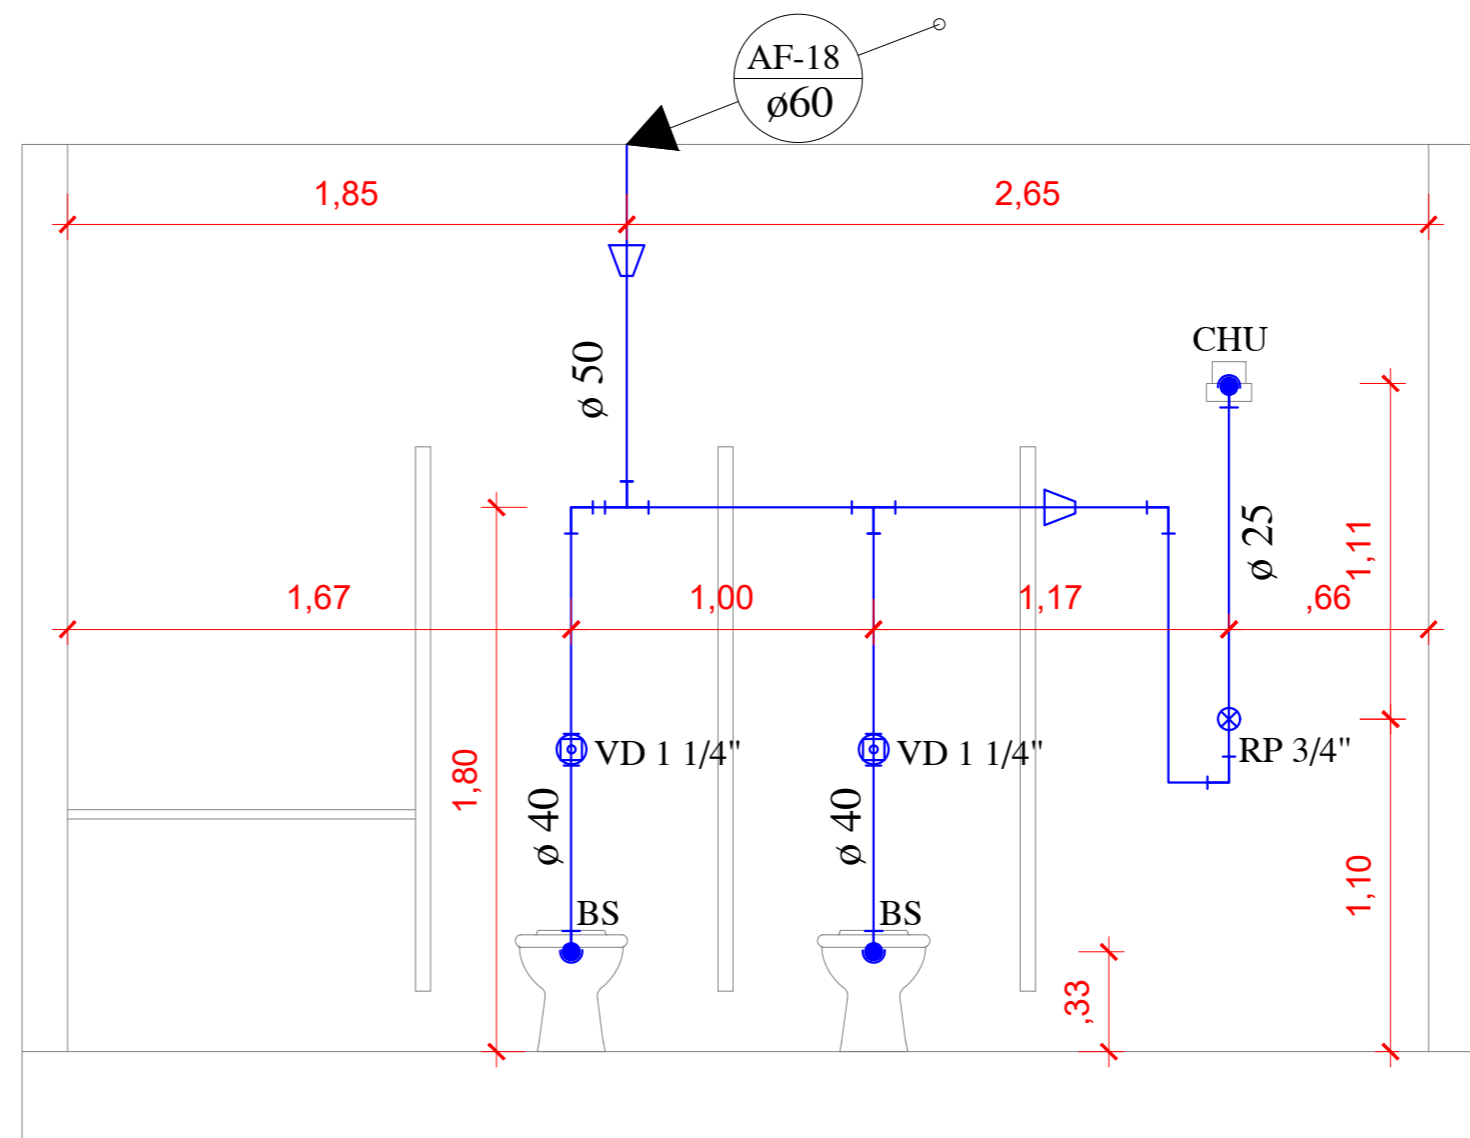 AF-18
ø60
1,85
2,65
CHU
ø 50
ø 25
1,11
1,67
1,00
1,17
,66
1,80
VD 1 1/4"
VD 1 1/4"
RP 3/4"
ø 40
ø 40
1,10
BS
BS
,33